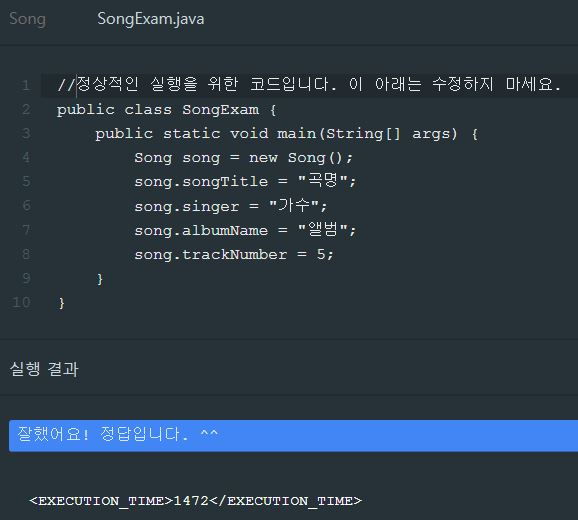 Song SongExam.java
1 //정상적인 실행을 위한 코드입니다. 이 아래는 수정하지 마세요.
2 public class SongExam {
3 public static void main(String[] args) {
4 Song song = new Song();
5 song.songTitle = "곡명";
6 song.singer = "가수";
7 song.albumName = "앨범";
8 song.trackNumber = 5;
9 }
10 }
실행 결과
잘했어요! 정답입니다. ^^
<EXECUTION_TIME>1472</EXECUTION_TIME>